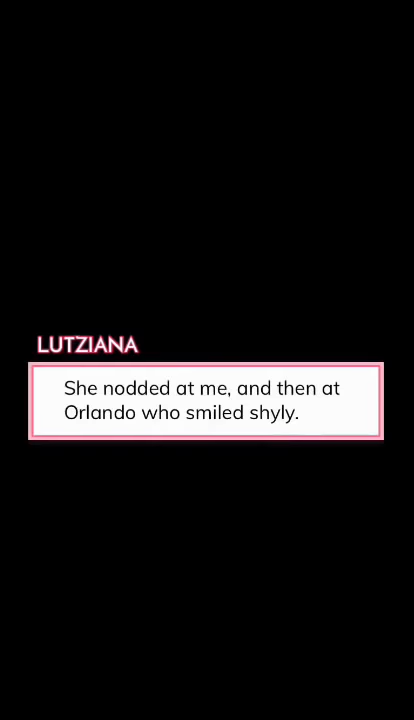 LUTZIANA
She nodded at me, and then at
Orlando who smiled shyly.